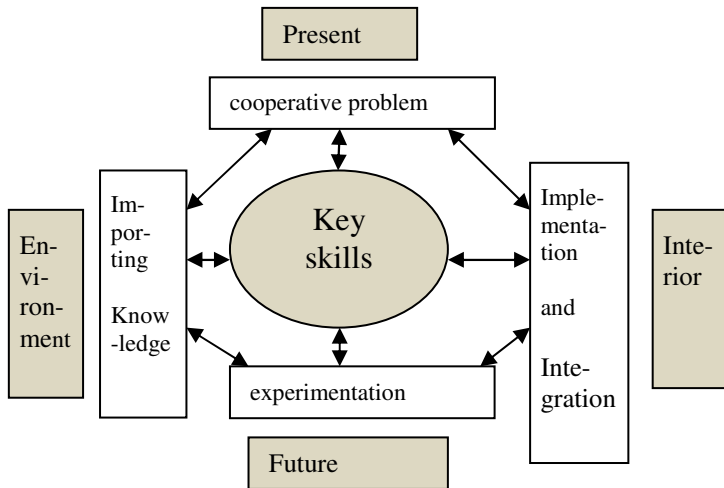 Present
cooperative problem
Im-
por-
ting
Know
-ledge
En-
vi-
ron-
ment
Key
skills
Imple-
menta-
tion
and
Inte-
gration
Inte-
rior
experimentation
Future